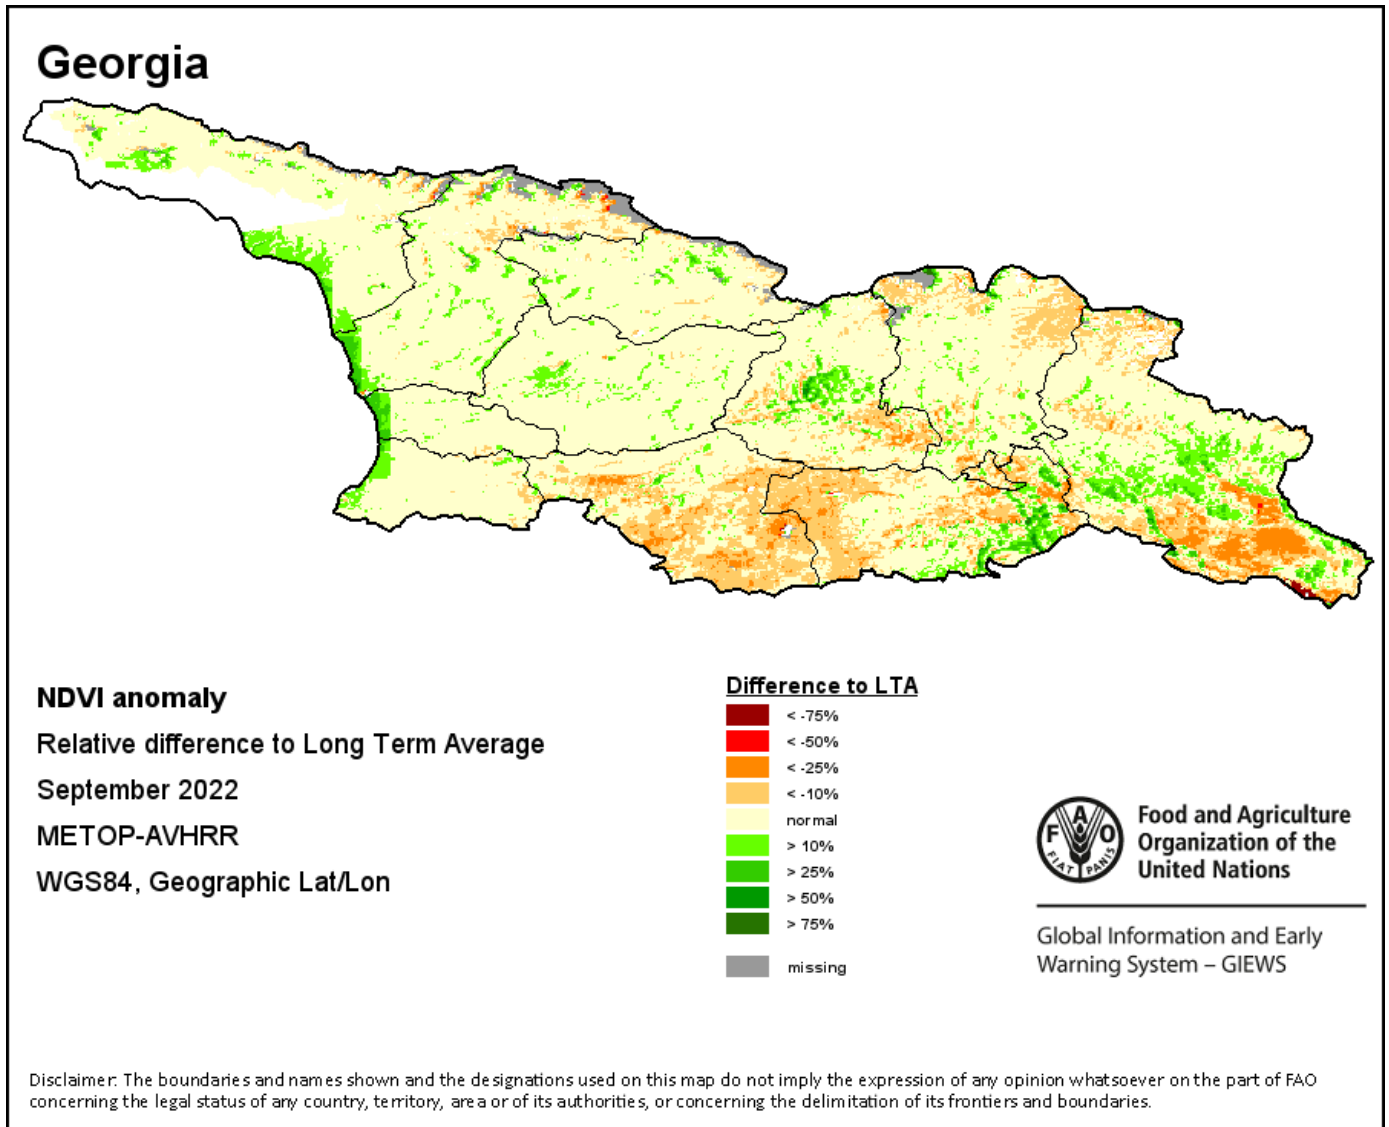 Georgia
NDVI anomaly
Relative difference to Long Term Average
September 2022
METOP-AVHRR
WGS84, Geographic Lat/Lon
Difference to LTA
< -75%
< -50%
< -25%
< -10%
normal
> 10%
> 25%
> 50%
> 75%
missing
F A O
FIAT PANIS
Food and Agriculture
Organization of the
United Nations
Global Information and Early
Warning System – GIEWS
Disclaimer: The boundaries and names shown and the designations used on this map do not imply the expression of any opinion whatsoever on the part of FAO
concerning the legal status of any country, territory, area or of its authorities, or concerning the delimitation of its frontiers and boundaries.